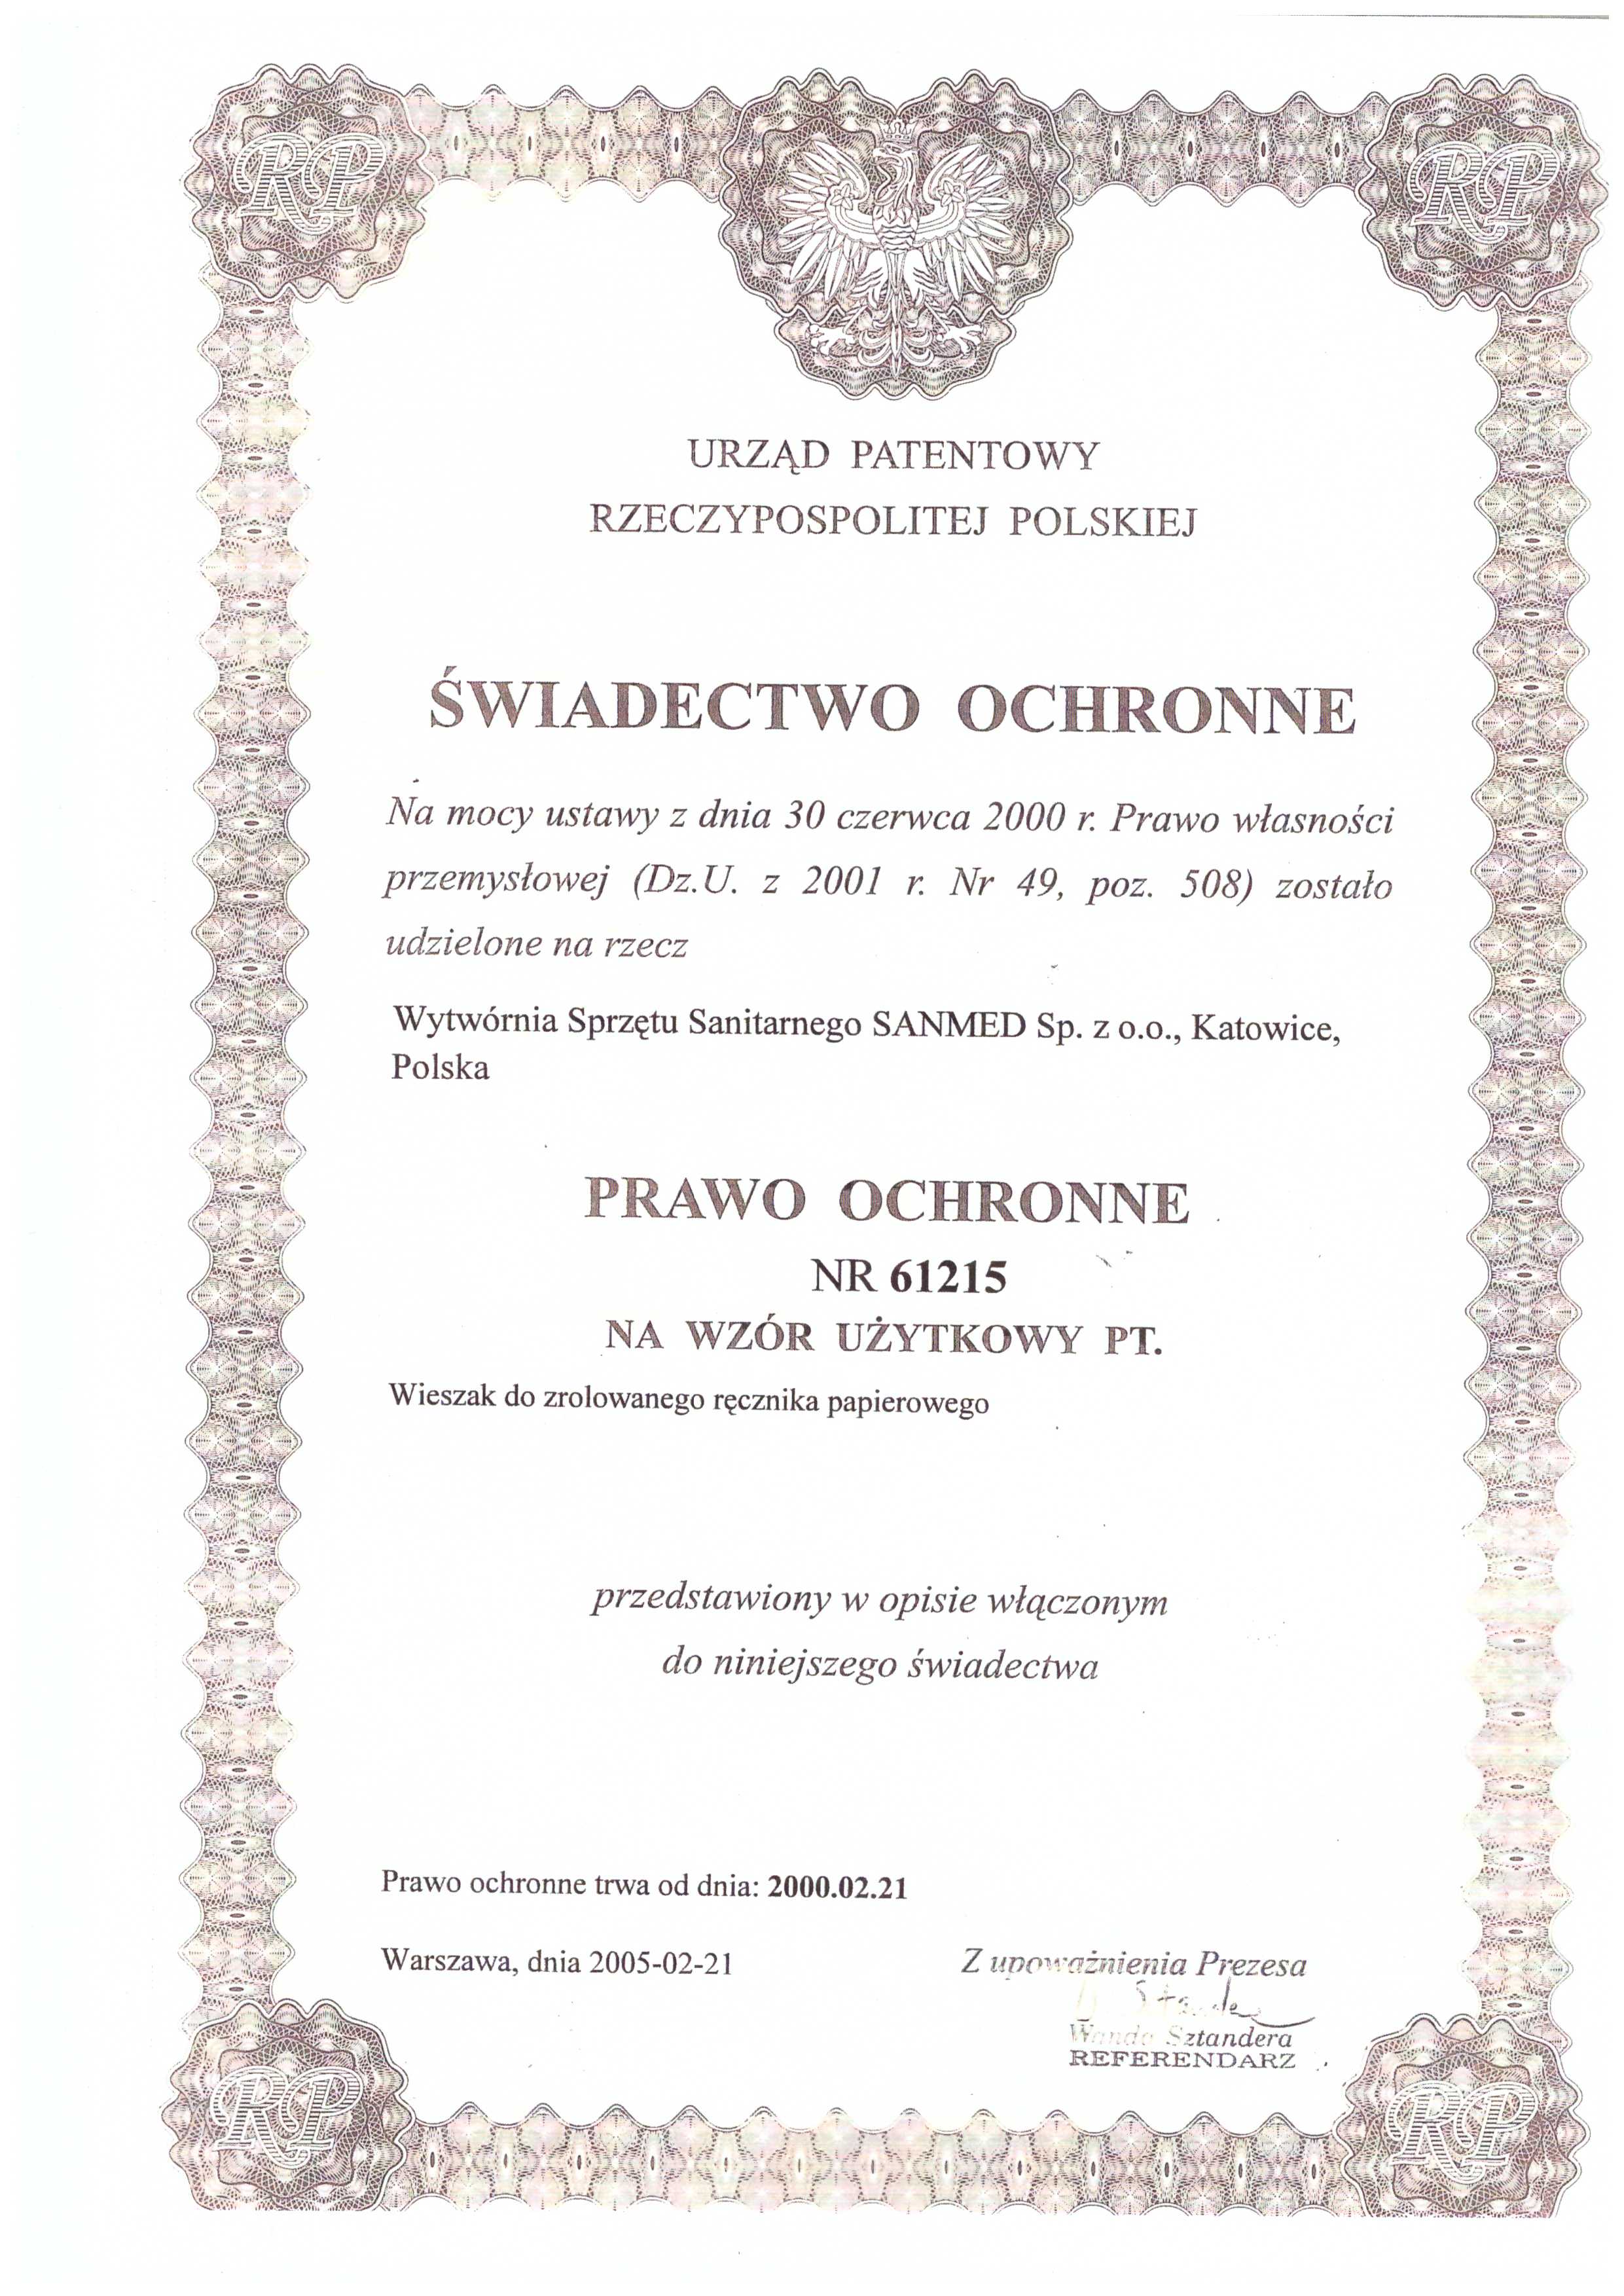 RP
RP
URZĄD PATENTOWY
RZECZYPOSPOLITEJ POLSKIEJ
ŚWIADECTWO OCHRONNE
Na mocy ustawy z dnia 30 czerwca 2000 r. Prawo własności
przemysłowej (Dz.U. z 2001 r. Nr 49, poz. 508) zostało
udzielone na rzecz
Wytwórnia Sprzętu Sanitarnego SANMED Sp. z o.o., Katowice,
Polska
PRAWO OCHRONNE
NR 61215
NA WZÓR UŻYTKOWY PT.
Wieszak do zrolowanego ręcznika papierowego
przedstawiony w opisie włączonym
do niniejszego świadectwa
Prawo ochronne trwa od dnia: 2000.02.21
Warszawa, dnia 2005-02-21
Z upoważnienia Prezesa
Wanda Sztandera
REFERENDARZ
RP
RP